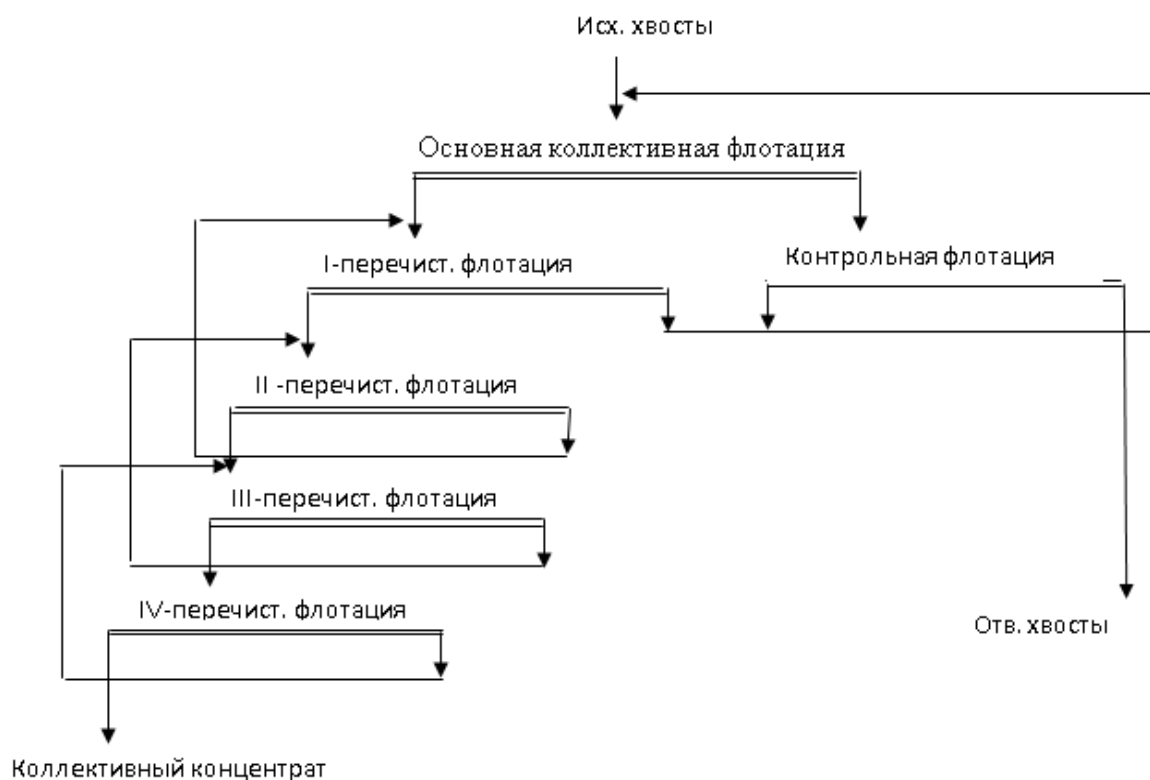 Исх. хвосты
Основная коллективная флотация
I-перечист. флотация
Контрольная флотация
II -перечист. флотация
III-перечист. флотация
IV-перечист. флотация
Отв. хвосты
Коллективный концентрат